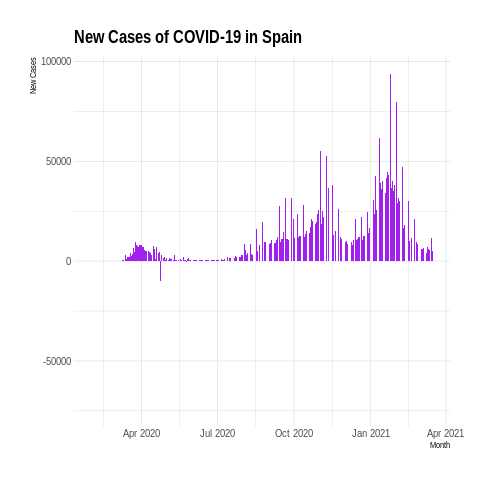 New Cases of COVID-19 in Spain
New Cases
100000
50000
0
-50000
Apr 2020 Jul 2020 Oct 2020 Jan 2021 Apr 2021
Month